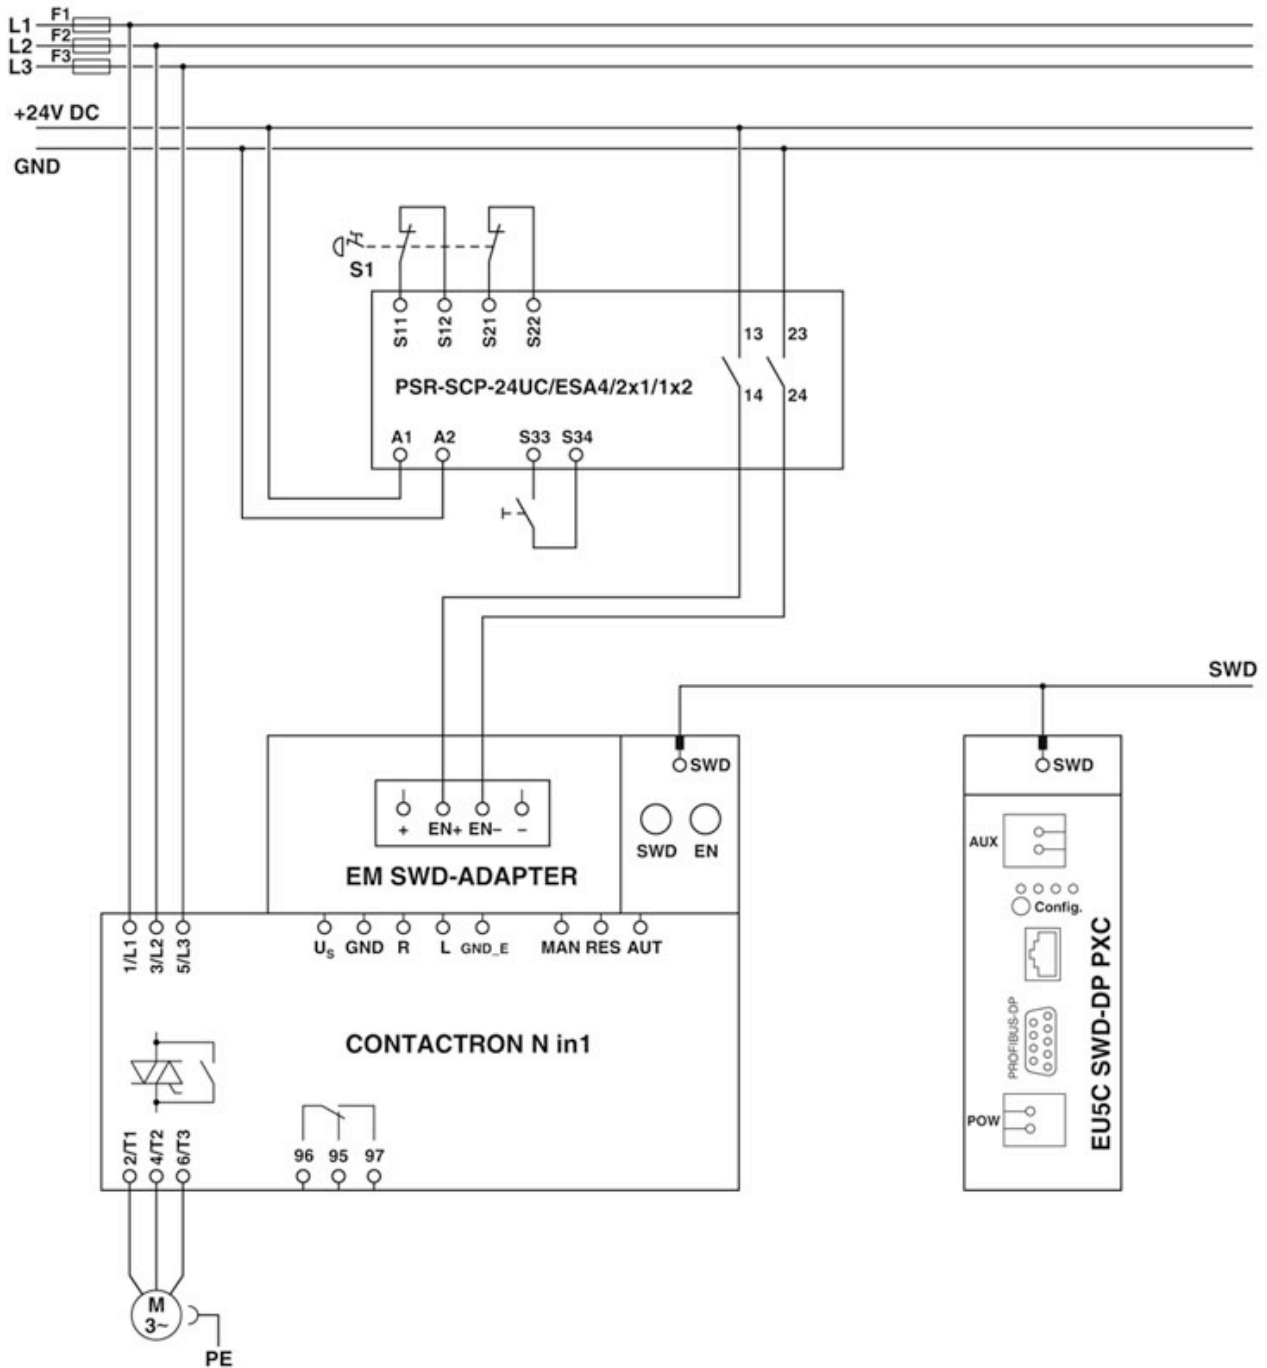 F1
L1
F2
L2
F3
L3
+24V DC
GND
S1
S11 S12 S21 S22
13 23
PSR-SCP-24UC/ESA4/2x1/1x2
14 24
A1 A2 S33 S34
SWD
SWD
SWD
+ EN+ EN– –
SWD EN
AUX
EM SWD-ADAPTER
Config.
1/L1 3/L2 5/L3
US GND R L GND_E MAN RES AUT
PROFIBUS-DP
EU5C SWD-DP PXC
CONTACTRON N in1
POW
2/T1 4/T2 6/T3
96 95 97
M
3~
PE